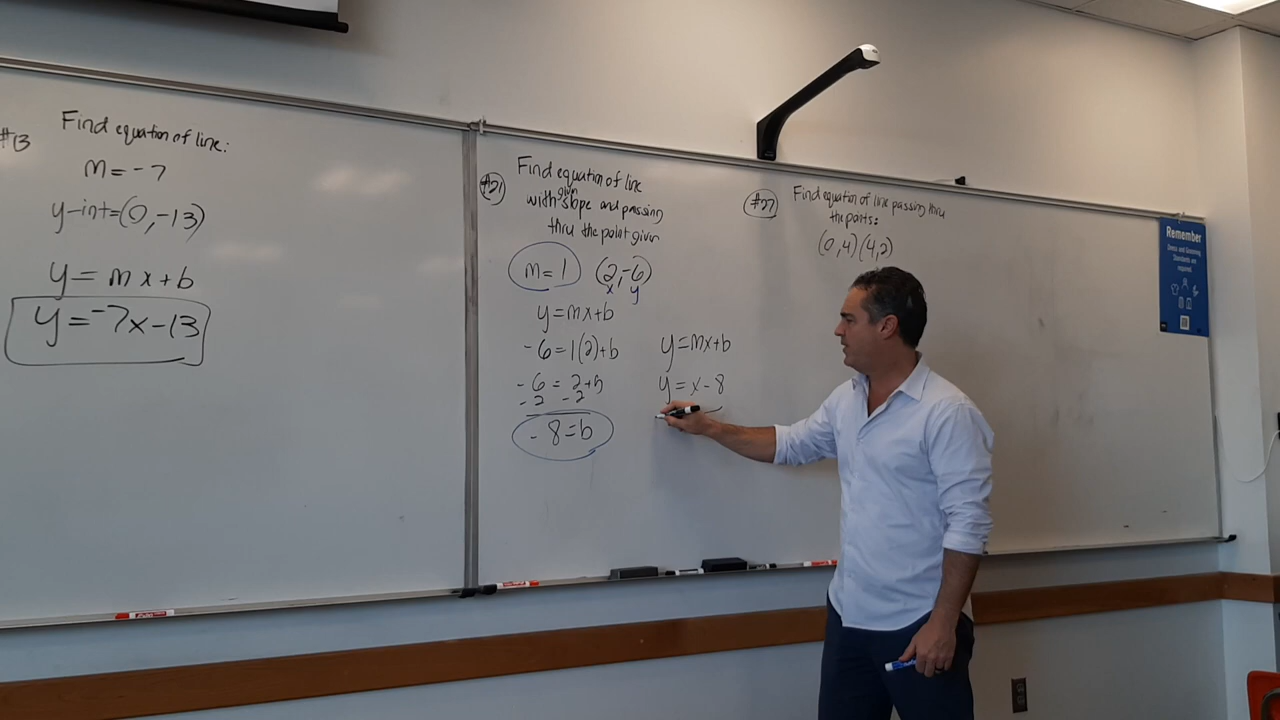 #13 Find equation of line:
m = -7
y-int = (0, -13)
y = mx+b
y = -7x-13
#21 Find equation of line
with given slope and passing
thru the point given
m = 1 (2, -6)
x y
y = mx+b
-6 = 1(2)+b
-6 = 2+b
-2 -2
-8 = b
y = mx+b
y = x-8
#27 Find equation of line passing thru
the points:
(0,4) (4,2)
Remember